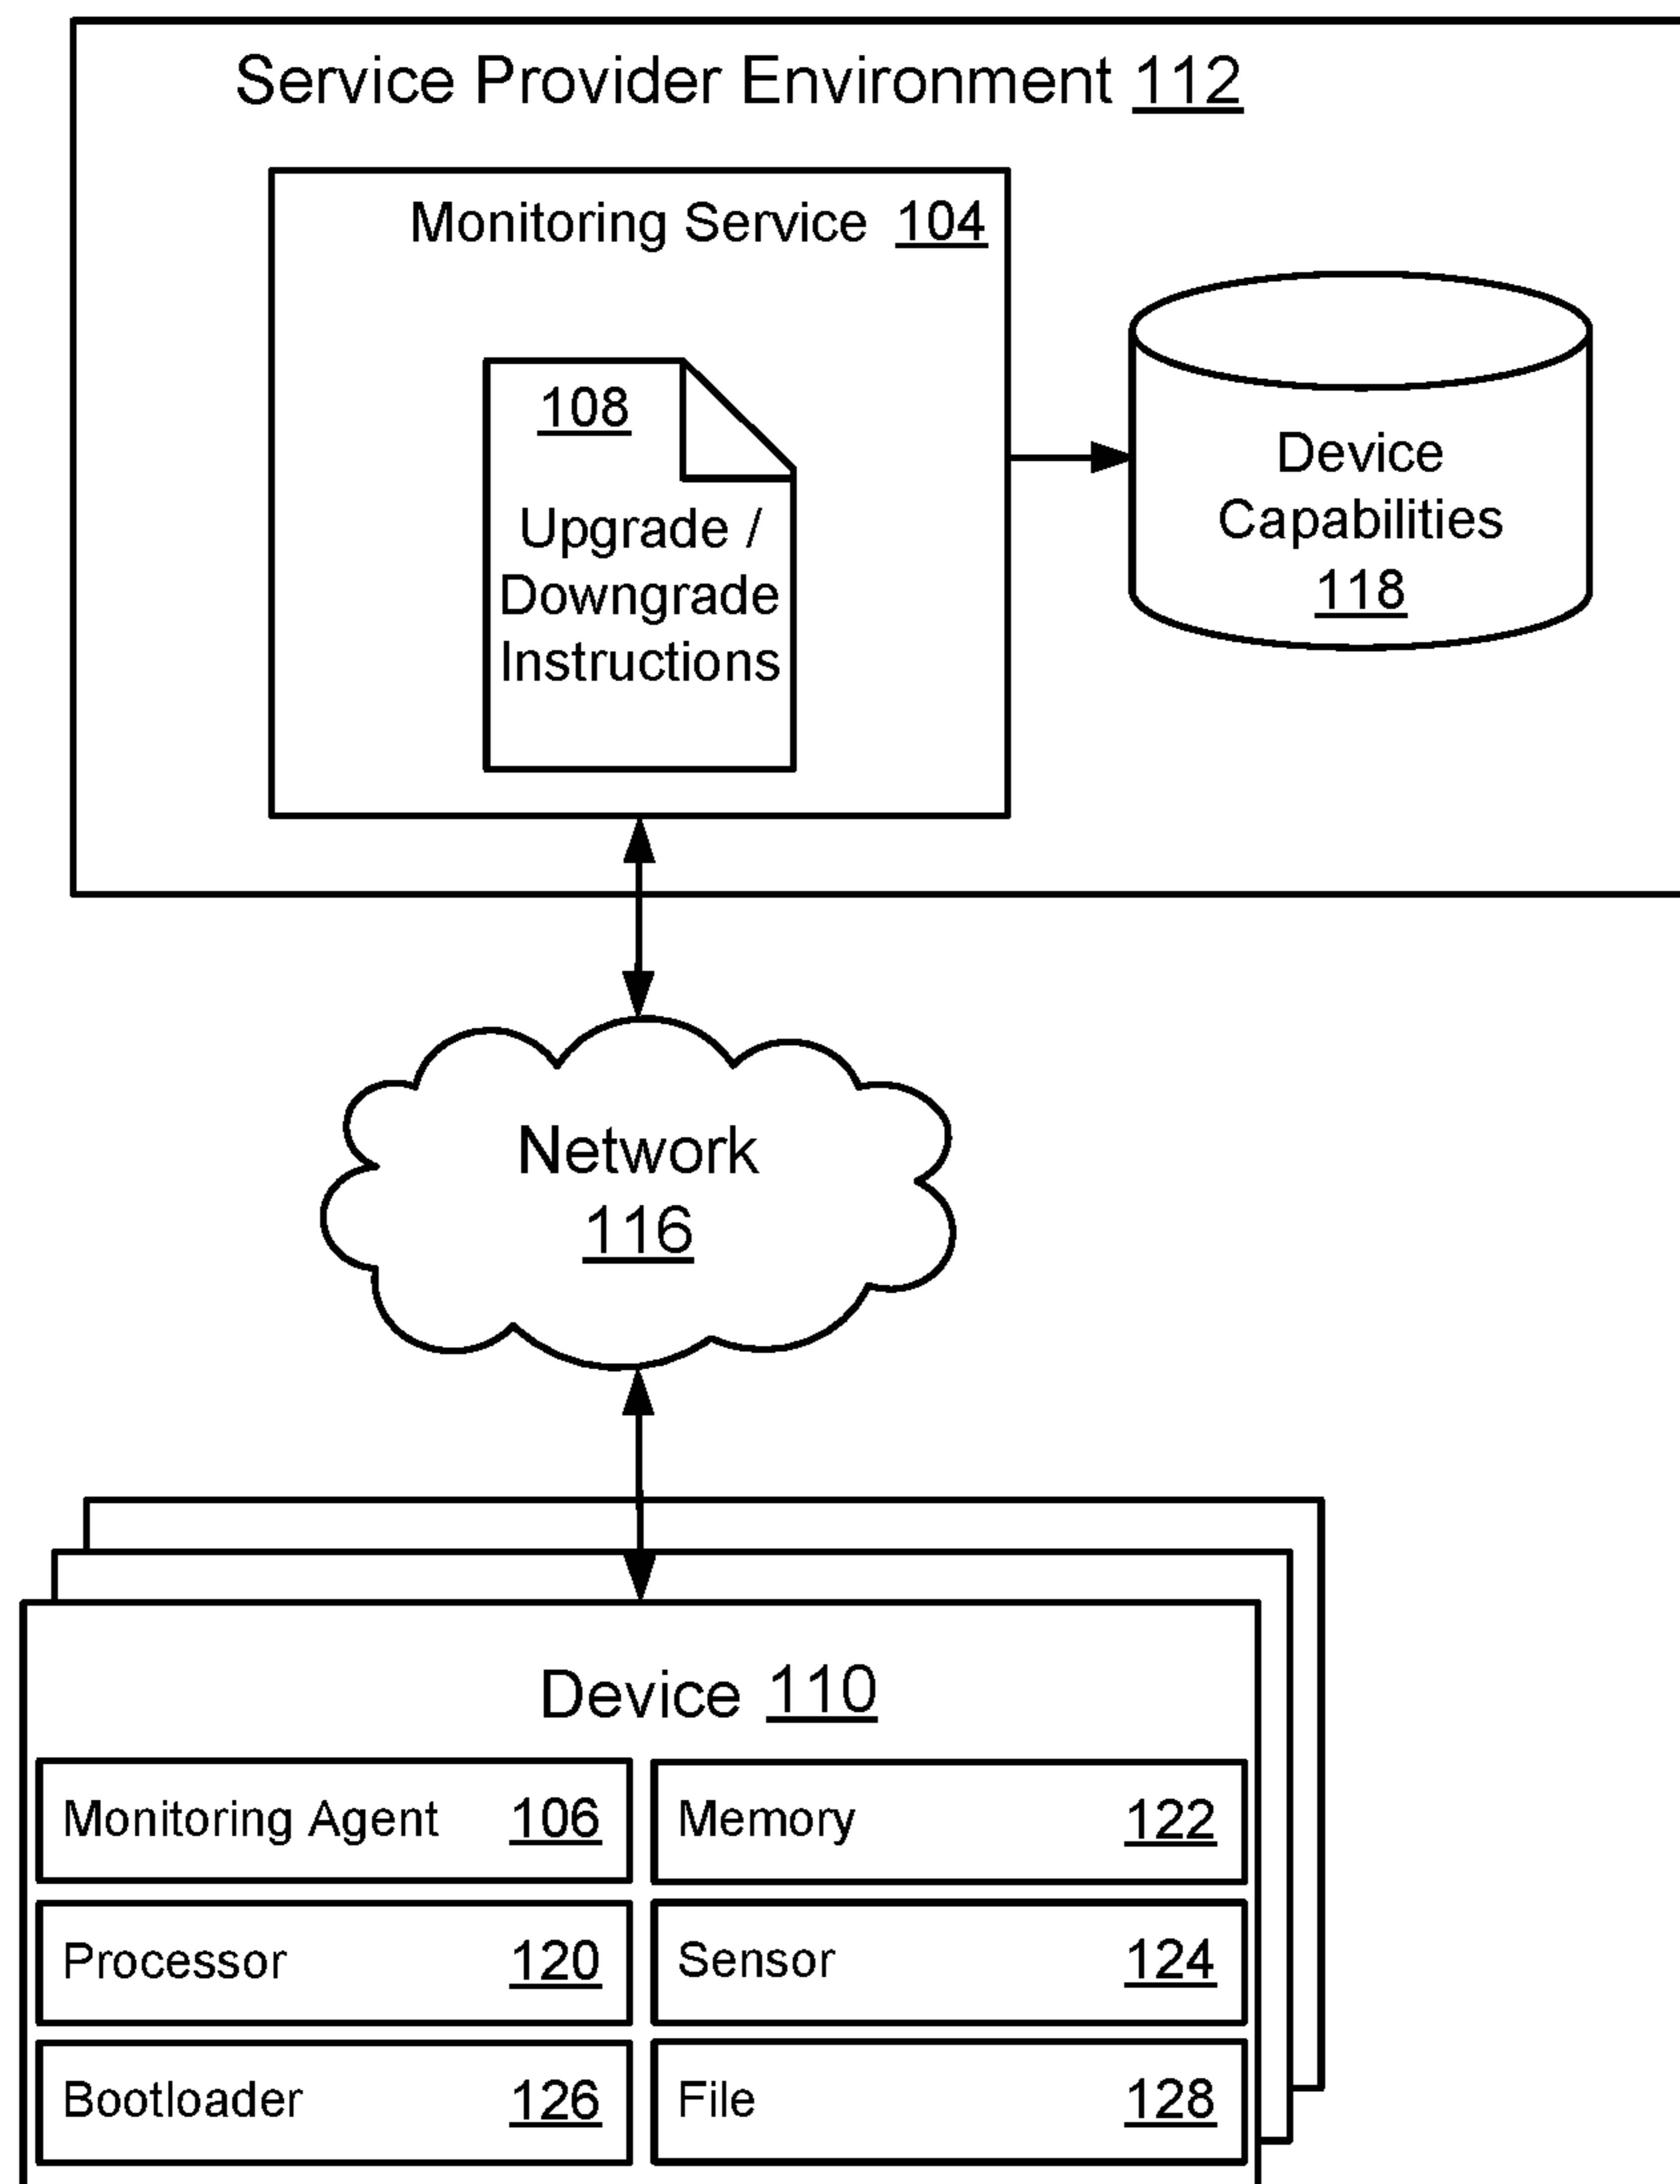 Service Provider Environment 112
Monitoring Service 104
108
Upgrade /
Downgrade
Instructions
Device
Capabilities
118
Network
116
Device 110
Monitoring Agent 106
Memory 122
Processor 120
Sensor 124
Bootloader 126
File 128